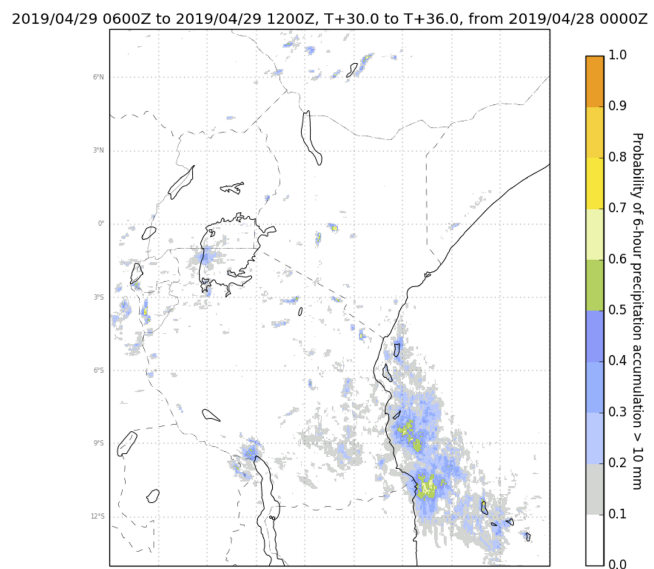 2019/04/29 0600Z to 2019/04/29 1200Z, T+30.0 to T+36.0, from 2019/04/28 0000Z
6°N
3°N
0°
3°S
6°S
9°S
12°S
1.0
0.9
0.8
0.7
0.6
0.5
0.4
0.3
0.2
0.1
0.0
Probability of 6-hour precipitation accumulation > 10 mm